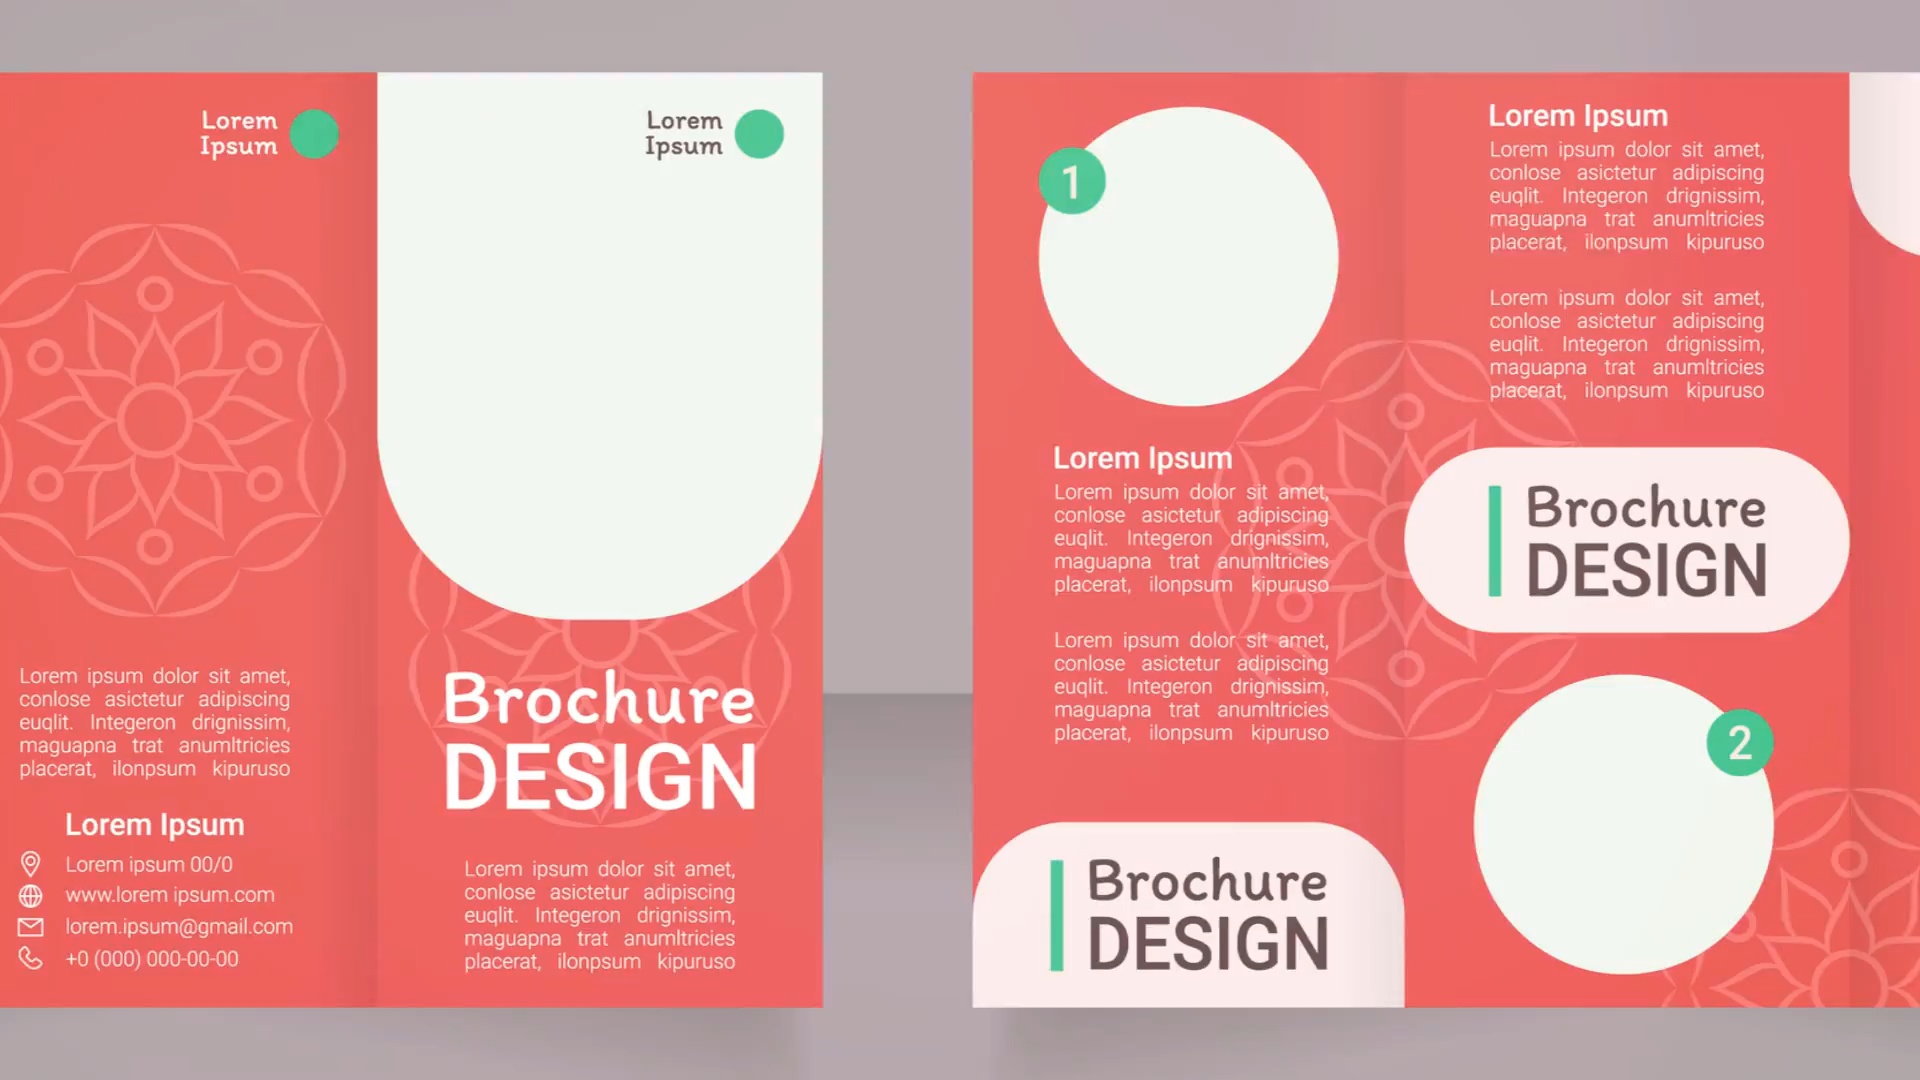 Lorem
Ipsum
Lorem ipsum dolor sit amet,
conlose asictetur adipiscing
euqlit. Integeron drignissim,
maguapna trat anumltricies
placerat, ilonpsum kipuruso
Lorem Ipsum
Lorem ipsum 00/0
www.lorem ipsum.com
lorem.ipsum@gmail.com
+0 (000) 000-00-00
Lorem
Ipsum
Brochure
DESIGN
Lorem ipsum dolor sit amet,
conlose asictetur adipiscing
euqlit. Integeron drignissim,
maguapna trat anumltricies
placerat, ilonpsum kipuruso
1
Lorem Ipsum
Lorem ipsum dolor sit amet,
conlose asictetur adipiscing
euqlit. Integeron drignissim,
maguapna trat anumltricies
placerat, ilonpsum kipuruso
Lorem ipsum dolor sit amet,
conlose asictetur adipiscing
euqlit. Integeron drignissim,
maguapna trat anumltricies
placerat, ilonpsum kipuruso
Brochure
DESIGN
Lorem Ipsum
Lorem ipsum dolor sit amet,
conlose asictetur adipiscing
euqlit. Integeron drignissim,
maguapna trat anumltricies
placerat, ilonpsum kipuruso
Lorem ipsum dolor sit amet,
conlose asictetur adipiscing
euqlit. Integeron drignissim,
maguapna trat anumltricies
placerat, ilonpsum kipuruso
Brochure
DESIGN
2